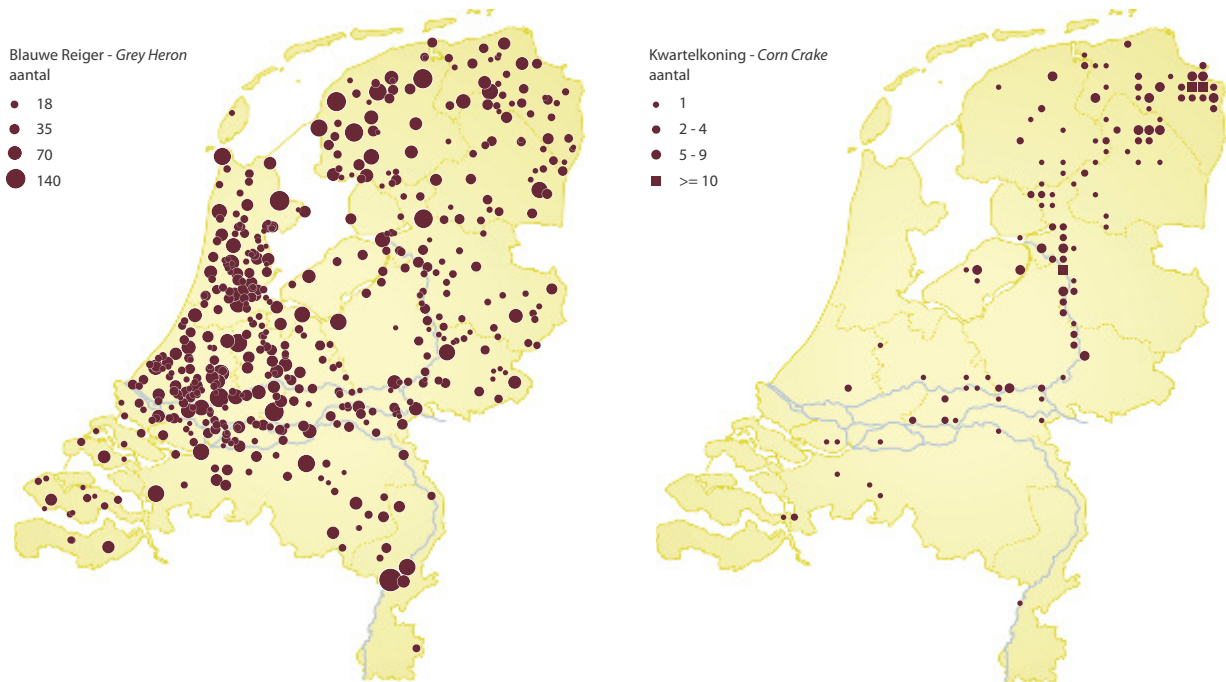 Blauwe Reiger - Grey Heron
aantal
18
35
70
140
Kwartelkoning - Corn Crake
aantal
1
2 - 4
5 - 9
>= 10